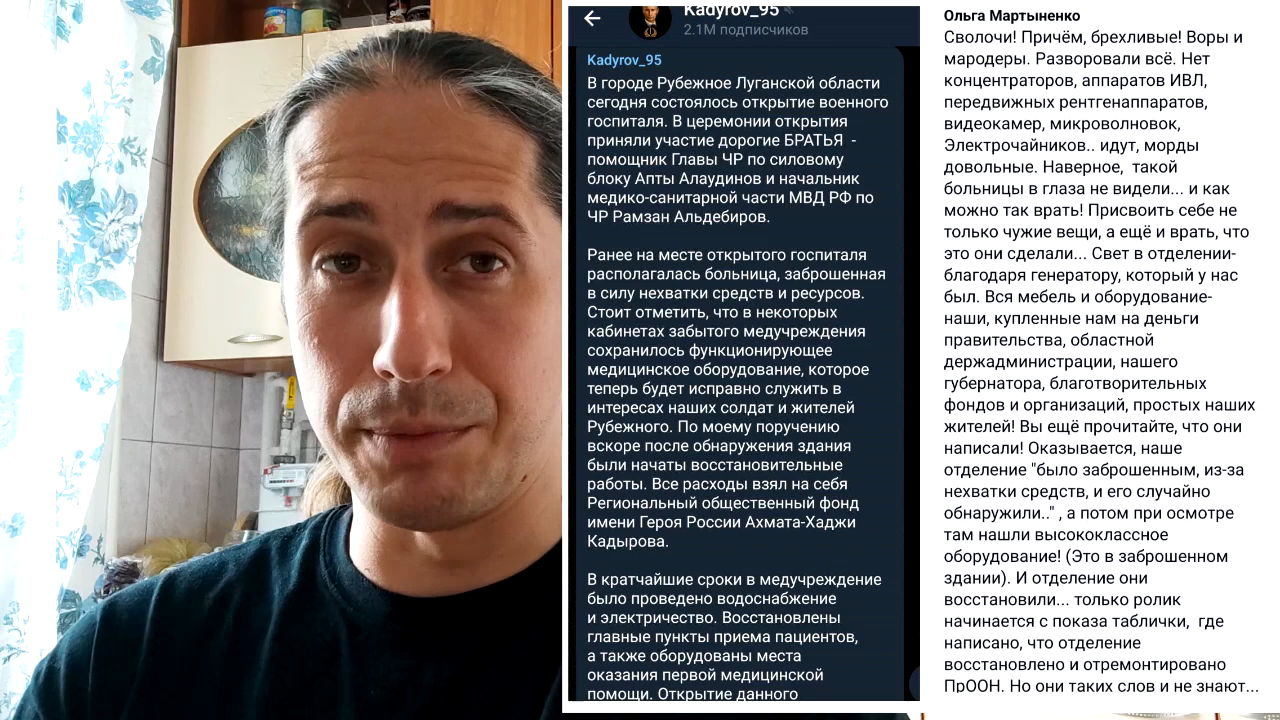 Kadyrov_95
2.1M подписчиков
Kadyrov_95
В городе Рубежное Луганской области
сегодня состоялось открытие военного
госпиталя. В церемонии открытия
приняли участие дорогие БРАТЬЯ -
помощник Главы ЧР по силовому
блоку Апты Алаудинов и начальник
медико-санитарной части МВД РФ по
ЧР Рамзан Альдебиров.
Ранее на месте открытого госпиталя
располагалась больница, заброшенная
в силу нехватки средств и ресурсов.
Стоит отметить, что в некоторых
кабинетах забытого медучреждения
сохранилось функционирующее
медицинское оборудование, которое
теперь будет исправно служить в
интересах наших солдат и жителей
Рубежного. По моему поручению
вскоре после обнаружения здания
были начаты восстановительные
работы. Все расходы взял на себя
Региональный общественный фонд
имени Героя России Ахмата-Хаджи
Кадырова.
В кратчайшие сроки в медучреждение
было проведено водоснабжение
и электричество. Восстановлены
главные пункты приема пациентов,
а также оборудованы места
оказания первой медицинской
помощи. Открытие данного
Ольга Мартыненко
Сволочи! Причём, брехливые! Воры и
мародеры. Разворовали всё. Нет
концентраторов, аппаратов ИВЛ,
передвижных рентгенаппаратов,
видеокамер, микроволновок,
Электрочайников.. идут, морды
довольные. Наверное, такой
больницы в глаза не видели... и как
можно так врать! Присвоить себе не
только чужие вещи, а ещё и врать, что
это они сделали... Свет в отделении-
благодаря генератору, который у нас
был. Вся мебель и оборудование-
наши, купленные нам на деньги
правительства, областной
держадминистрации, нашего
губернатора, благотворительных
фондов и организаций, простых наших
жителей! Вы ещё прочитайте, что они
написали! Оказывается, наше
отделение "было заброшенным, из-за
нехватки средств, и его случайно
обнаружили.." , а потом при осмотре
там нашли высококлассное
оборудование! (Это в заброшенном
здании). И отделение они
восстановили... только ролик
начинается с показа таблички, где
написано, что отделение
восстановлено и отремонтировано
ПрООН. Но они таких слов и не знают...